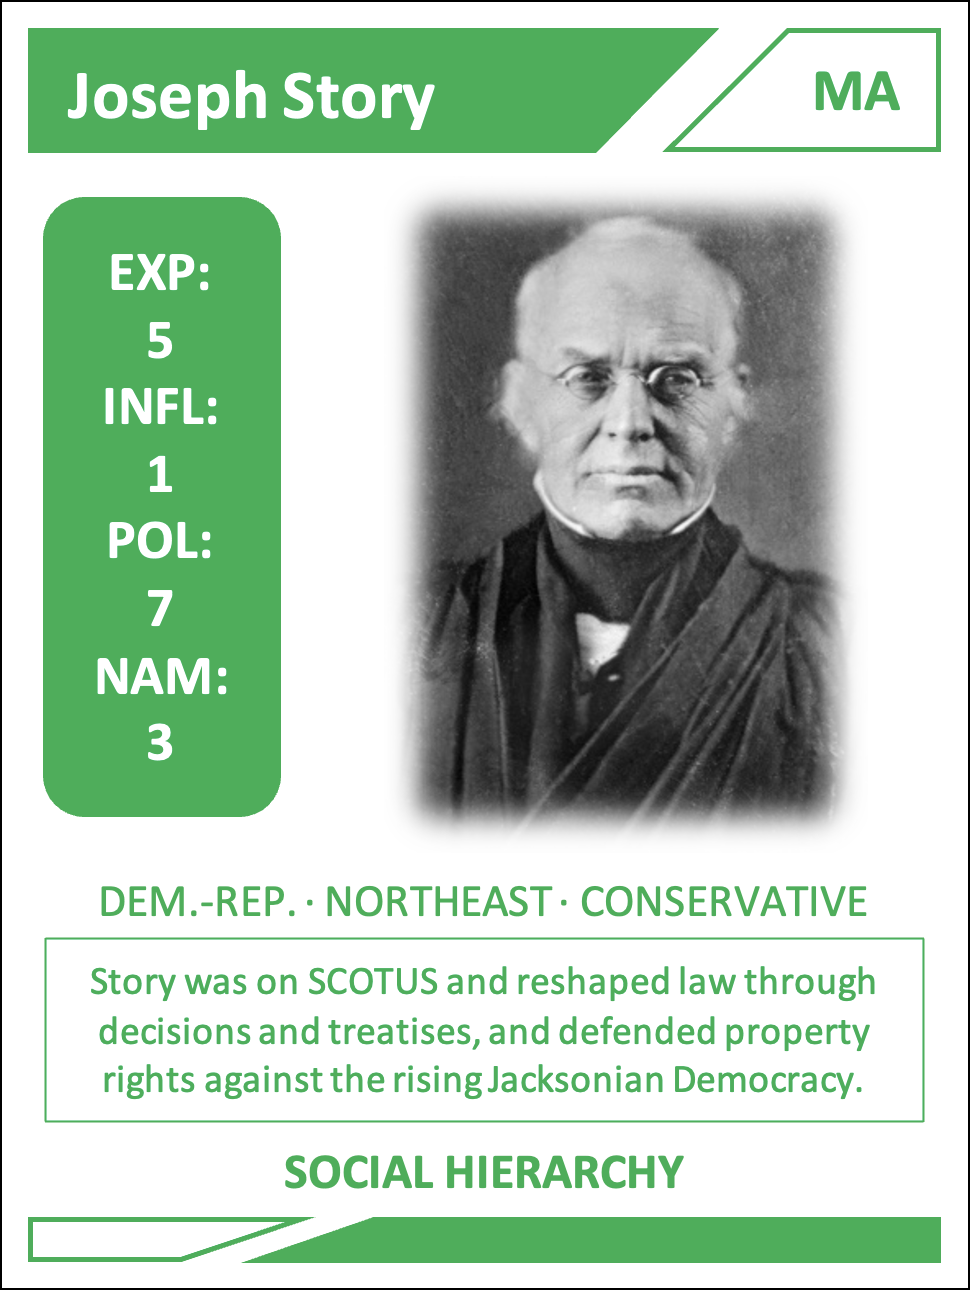 Joseph Story
MA
EXP:
5
INFL:
1
POL:
7
NAM:
3
DEM.-REP. · NORTHEAST · CONSERVATIVE
Story was on SCOTUS and reshaped law through
decisions and treatises, and defended property
rights against the rising Jacksonian Democracy.
SOCIAL HIERARCHY